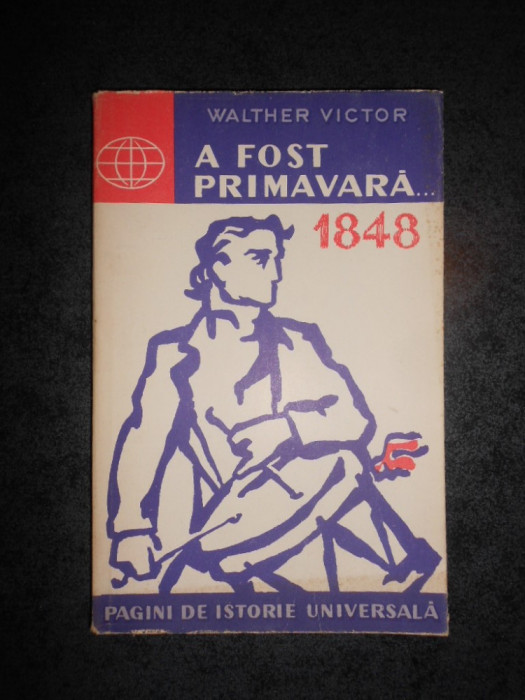 WALTHER VICTOR
A FOST
PRIMAVARĂ...
1848
PAGINI DE ISTORIE UNIVERSALĂ